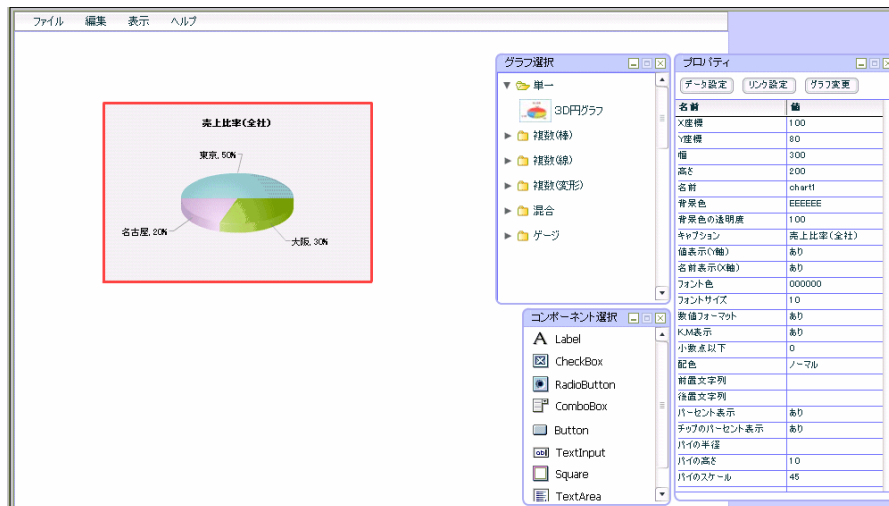 ファイル 編集 表示 ヘルプ
売上比率(全社)
東京, 50%
名古屋, 20%
大阪, 30%
グラフ選択
単一
3D円グラフ
複数(棒)
複数(線)
複数(変形)
混合
ゲージ
コンポーネント選択
Label
CheckBox
RadioButton
ComboBox
Button
TextInput
Square
TextArea
プロパティ
データ設定 リンク設定 グラフ変更
名前 値
X座標 100
Y座標 80
幅 300
高さ 200
名前 chart1
背景色 EEEEEE
背景色の透明度 100
キャプション 売上比率(全社)
値表示(Y軸) あり
名前表示(X軸) あり
フォント色 000000
フォントサイズ 10
数値フォーマット あり
K,M表示 あり
小数点以下 0
配色 ノーマル
前置文字列
後置文字列
パーセント表示 あり
チップのパーセント表示 あり
パイの半径
パイの高さ 10
パイのスケール 45